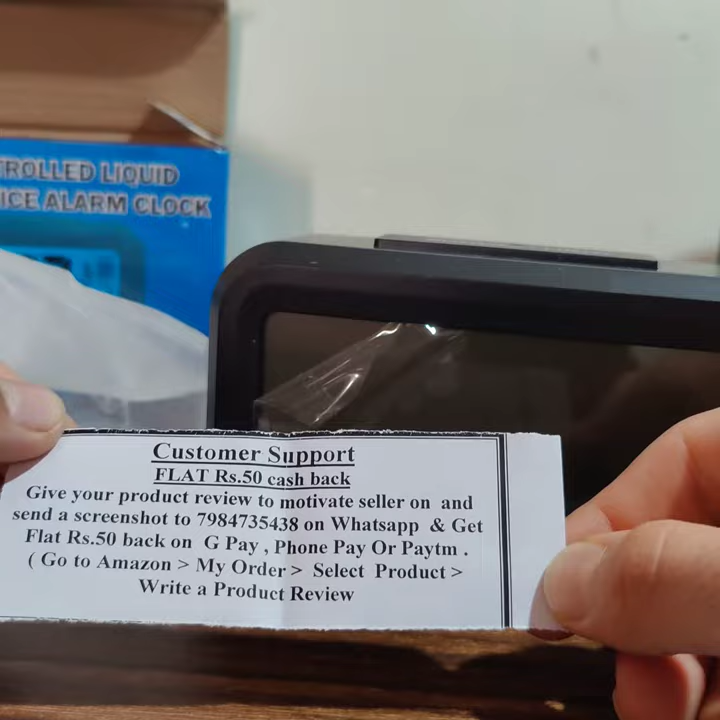 TROLLED LIQUID
ICE ALARM CLOCK
Customer Support
FLAT Rs.50 cash back
Give your product review to motivate seller on and
send a screenshot to 7984735438 on Whatsapp & Get
Flat Rs.50 back on G Pay , Phone Pay Or Paytm .
( Go to Amazon > My Order > Select Product >
Write a Product Review